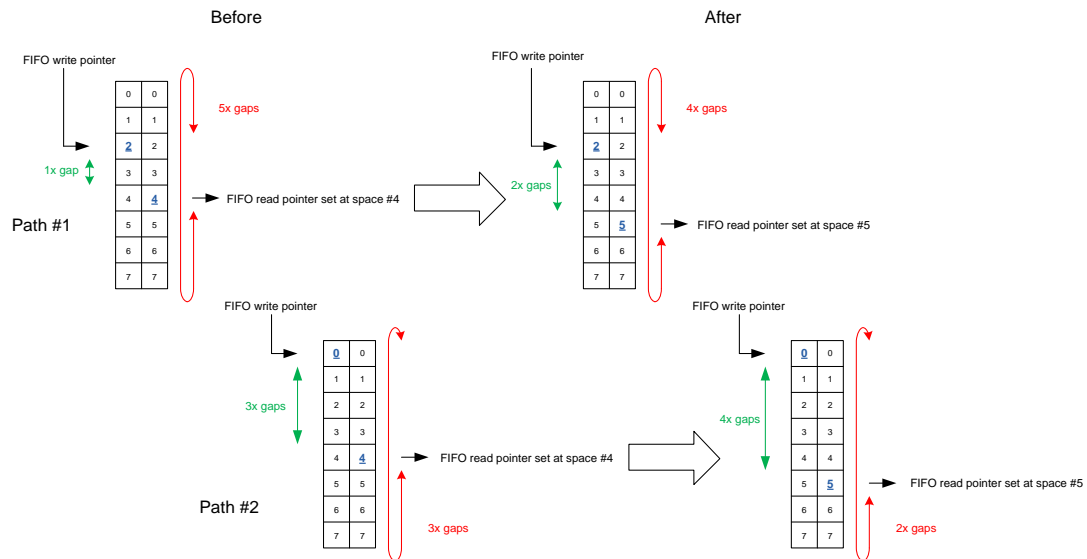 Before
After
FIFO write pointer
0 0
1 1
2 2
3 3
4 4
5 5
6 6
7 7
5x gaps
1x gap
FIFO read pointer set at space #4
Path #1
FIFO write pointer
0 0
1 1
2 2
3 3
4 4
5 5
6 6
7 7
4x gaps
2x gaps
FIFO read pointer set at space #5
FIFO write pointer
0 0
1 1
2 2
3 3
4 4
5 5
6 6
7 7
3x gaps
FIFO read pointer set at space #4
3x gaps
Path #2
FIFO write pointer
0 0
1 1
2 2
3 3
4 4
5 5
6 6
7 7
4x gaps
FIFO read pointer set at space #5
2x gaps